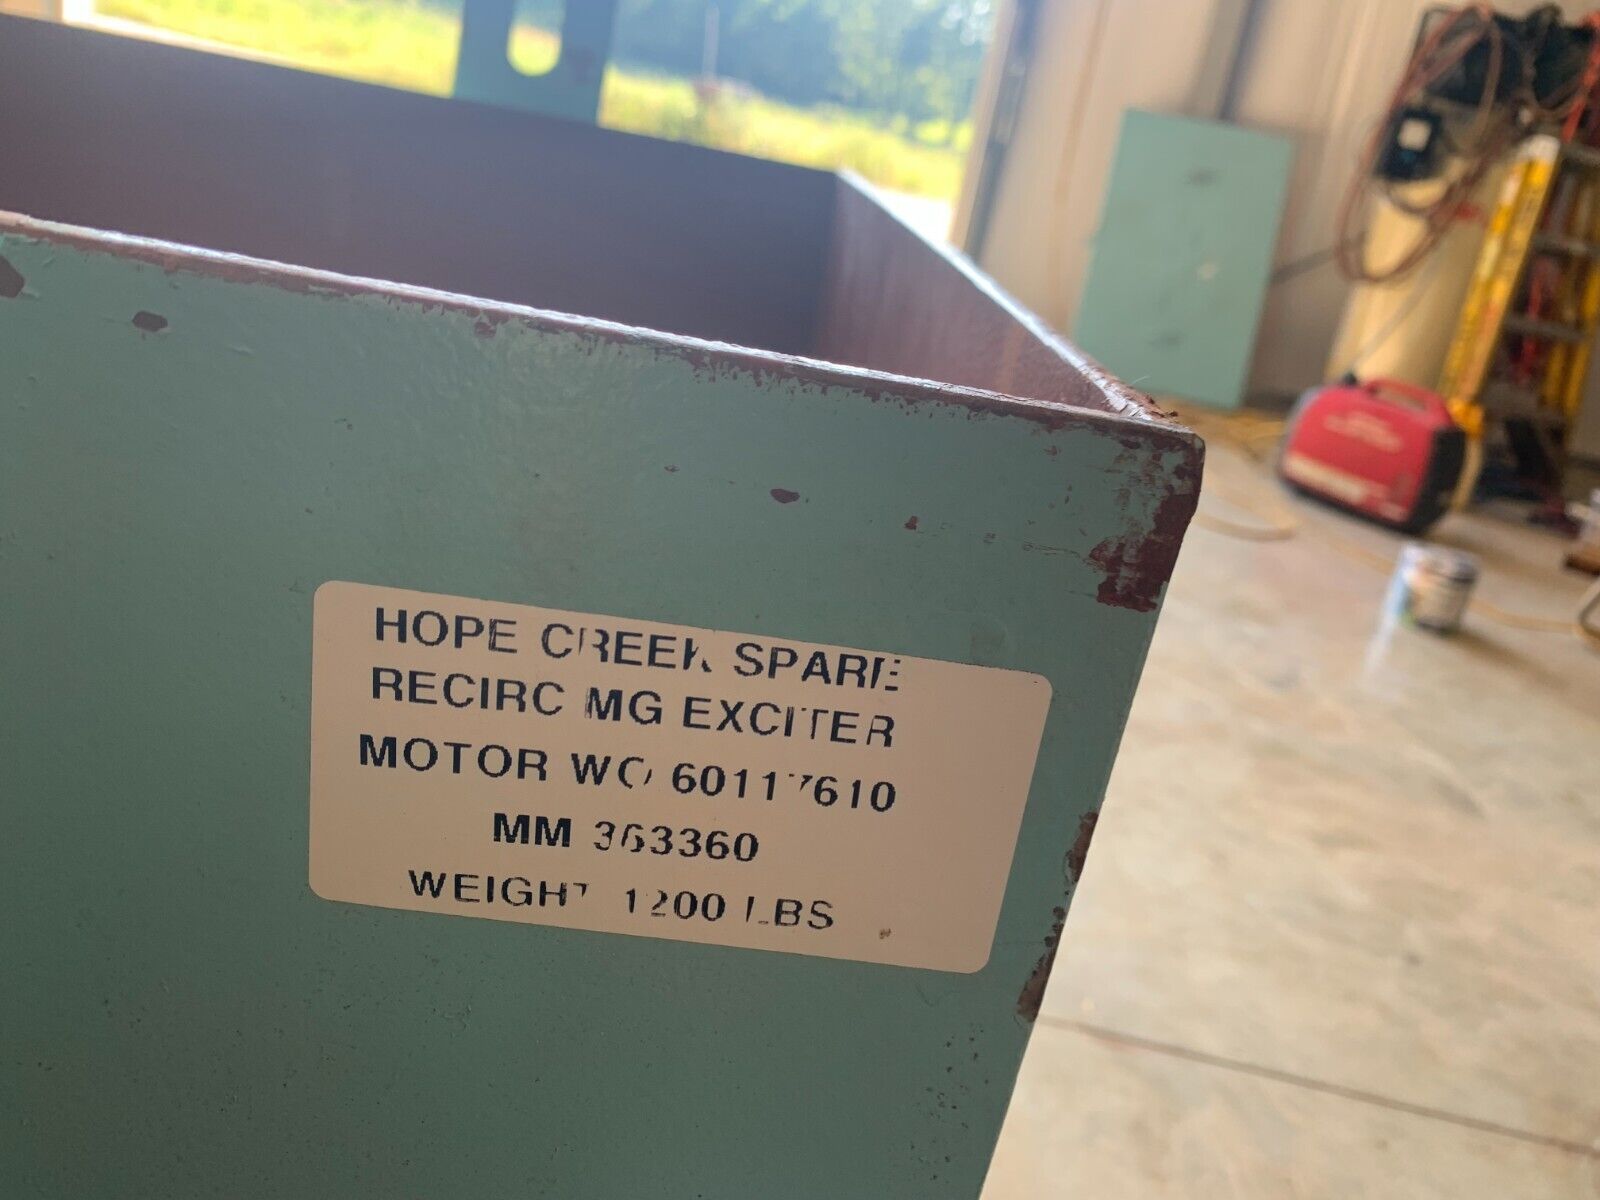 HOPE CREEK SPARE
RECIRC MG EXCITER
MOTOR WO 60117610
MM 363360
WEIGHT 1200 LBS